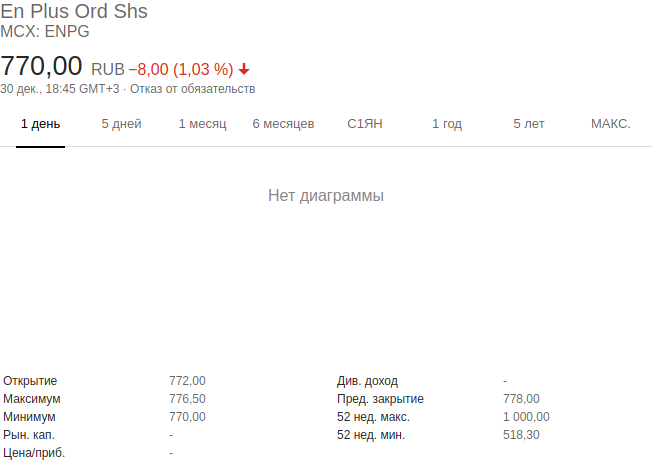 En Plus Ord Shs
MCX: ENPG
770,00 RUB −8,00 (1,03 %)
30 дек., 18:45 GMT+3 · Отказ от обязательств
1 день 5 дней 1 месяц 6 месяцев С1ЯН 1 год 5 лет МАКС.
Нет диаграммы
Открытие 772,00 Див. доход -
Максимум 776,50 Пред. закрытие 778,00
Минимум 770,00 52 нед. макс. 1 000,00
Рын. кап. - 52 нед. мин. 518,30
Цена/приб. -